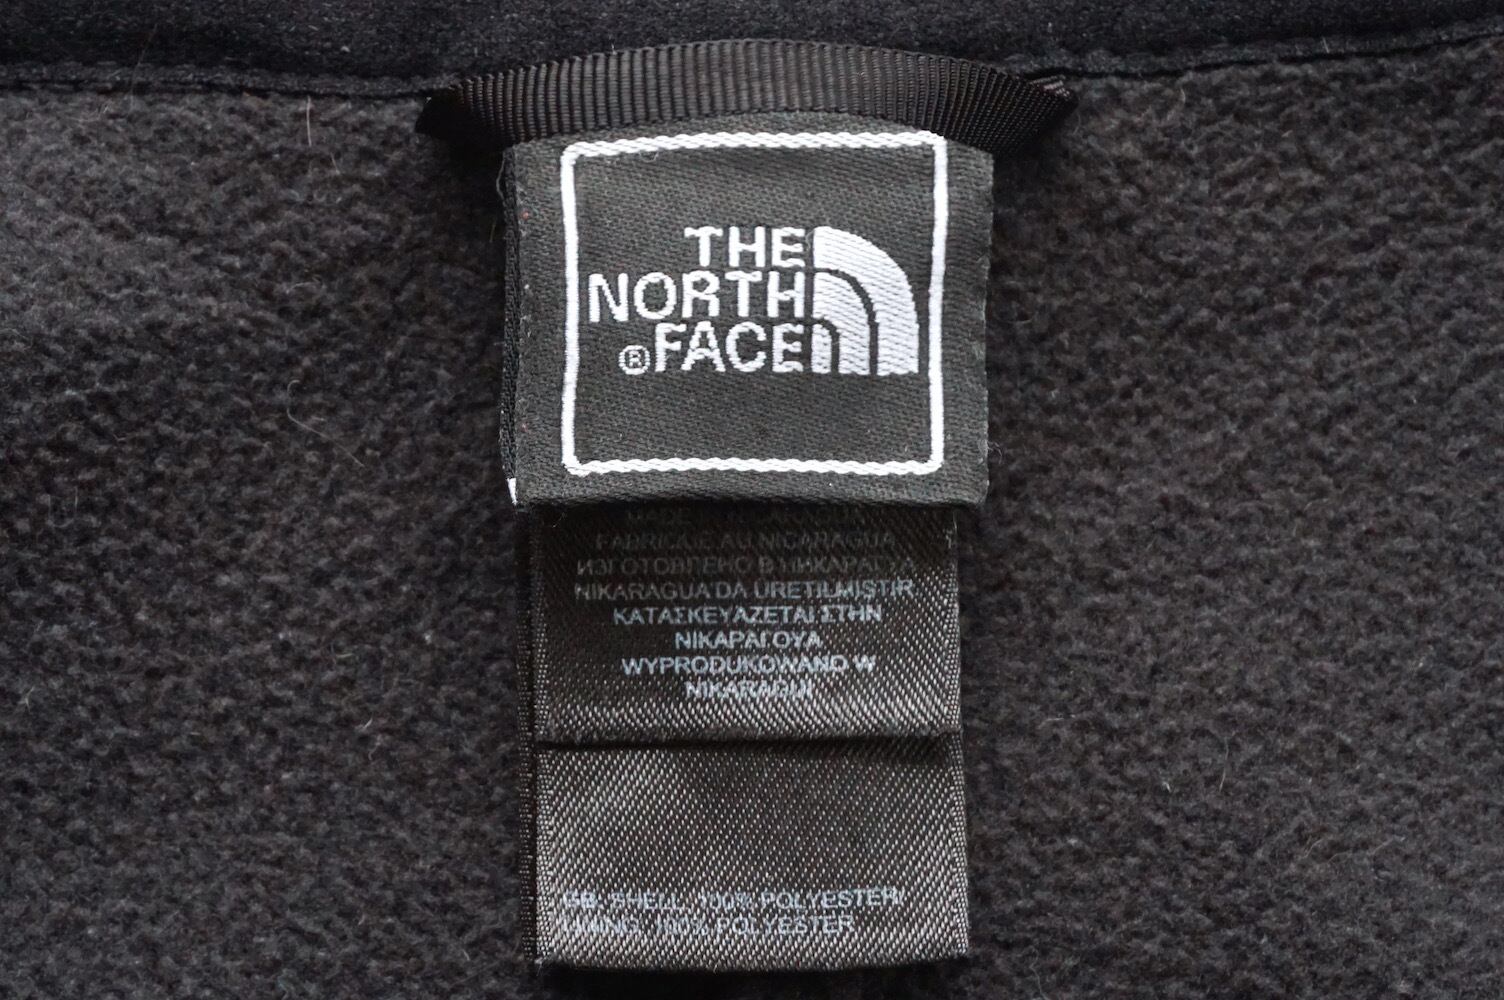 THE
NORTH
FACE
®
FABRIQUE AU NICARAGUA
ИЗГОТОВЛЕНО В НИКАРАГУА
NIKARAGUA'DA ÜRETILMIŞTIR
ΚΑΤΑΣΚΕΥΑΖΕΤΑΙ ΣΤΗΝ
ΝΙΚΑΡΑΓΟΥΑ
WYPRODUKOWANO W
NIKARAGUI
GB. SHELL 100% POLYESTER/
LINING 100% POLYESTER